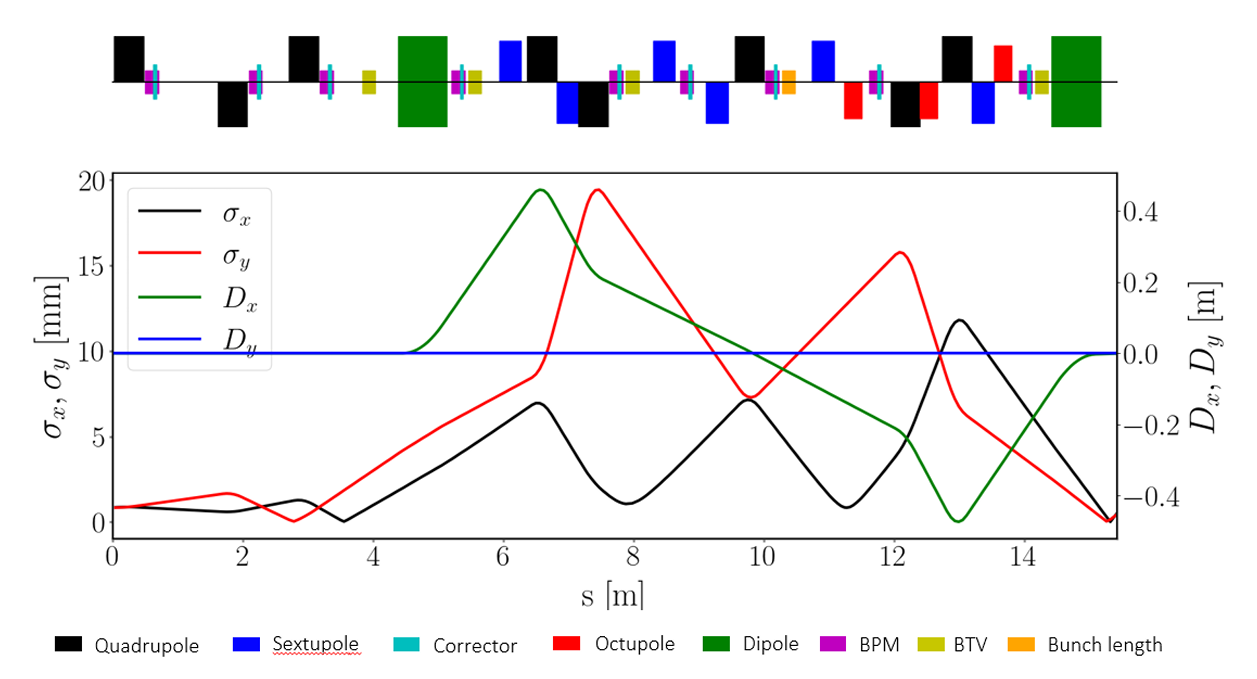 σx
σy
Dx
Dy
20
15
10
5
0
σx, σy [mm]
0.4
0.2
0.0
−0.2
−0.4
Dx, Dy [m]
0 2 4 6 8 10 12 14
s [m]
Quadrupole Sextupole Corrector Octupole Dipole BPM BTV Bunch length